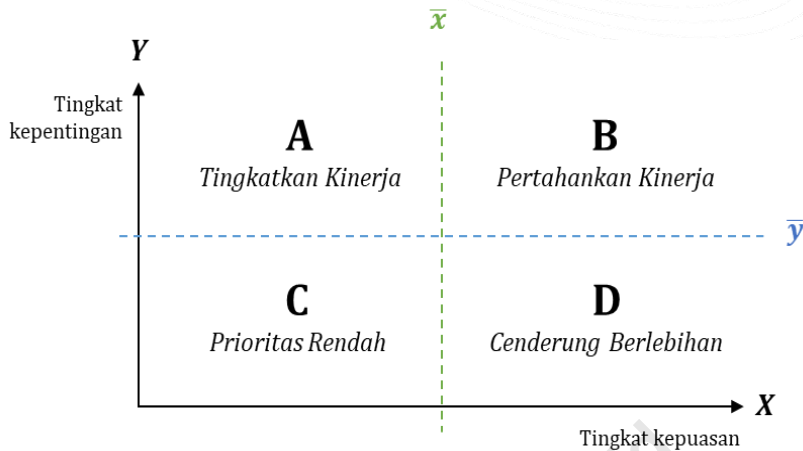 x̅
Y
Tingkat
kepentingan
A
Tingkatkan Kinerja
B
Pertahankan Kinerja
y̅
C
Prioritas Rendah
D
Cenderung Berlebihan
X
Tingkat kepuasan